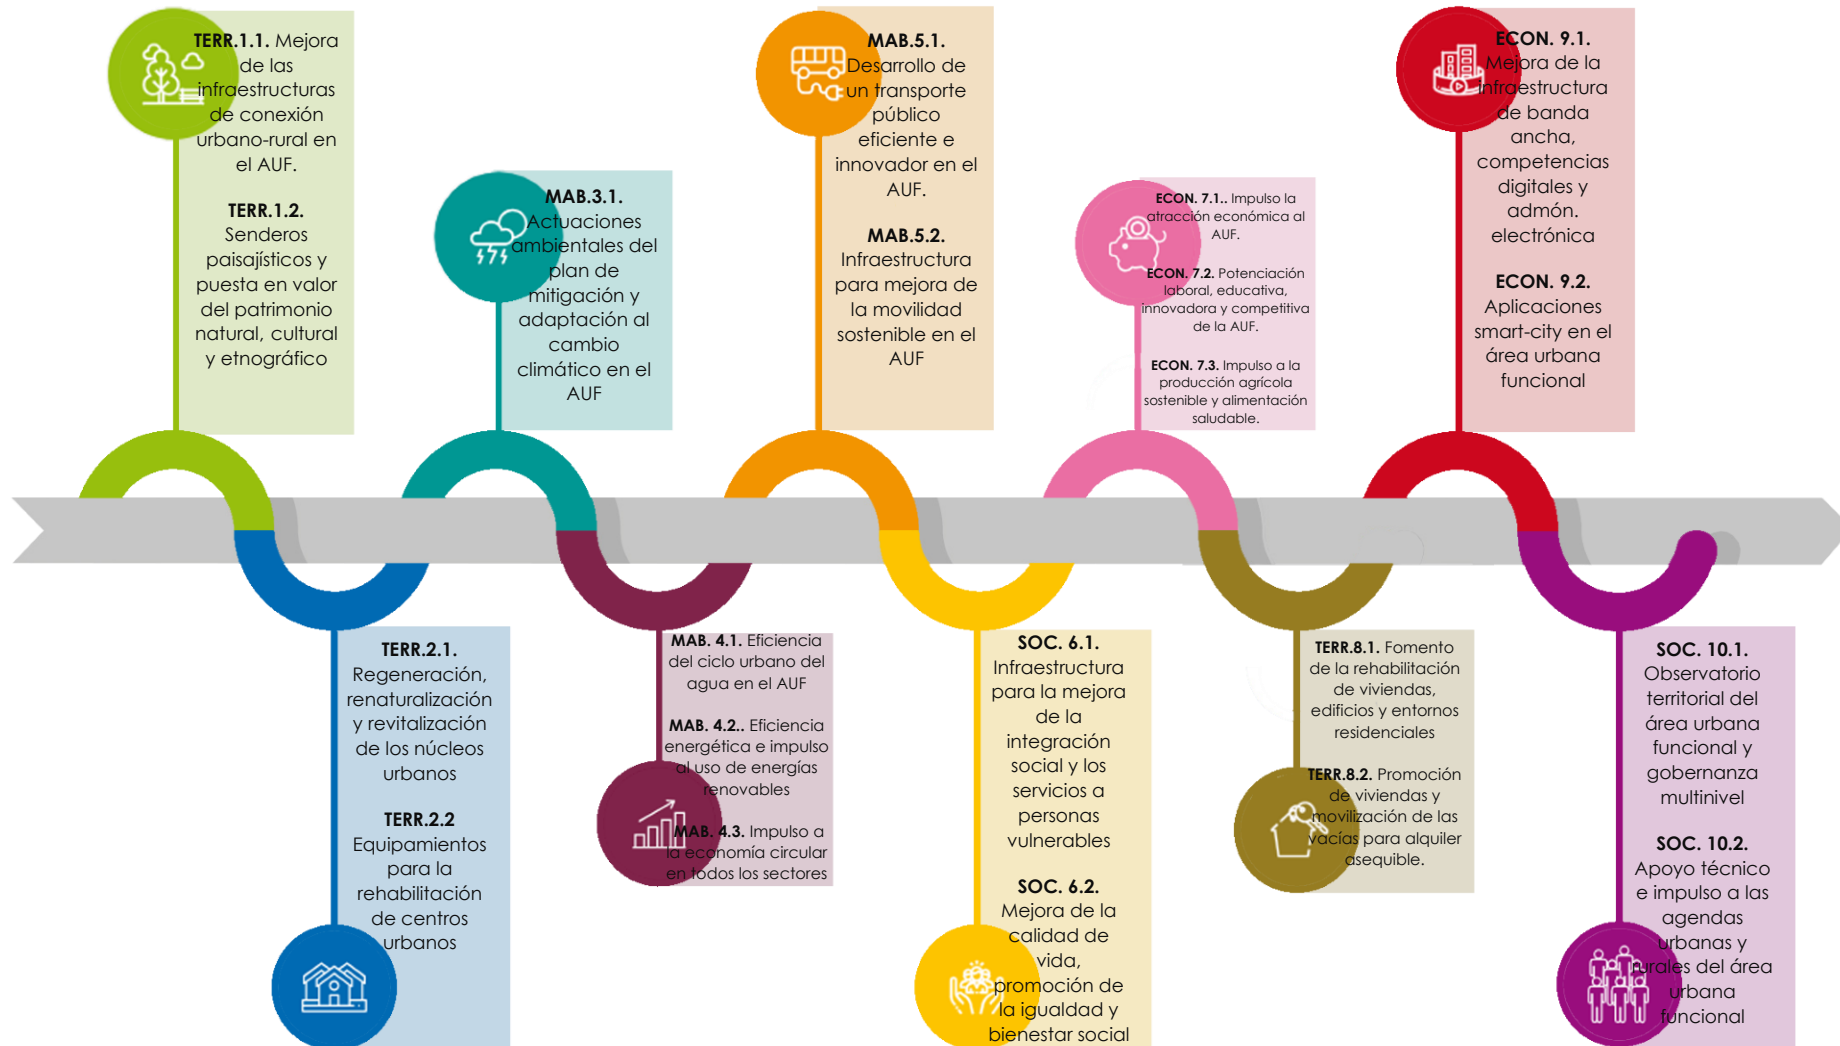 TERR.1.1. Mejora
de las
infraestructuras
de conexión
urbano-rural en
el AUF.
TERR.1.2.
Senderos
paisajísticos y
puesta en valor
del patrimonio
natural, cultural
y etnográfico
MAB.3.1.
Actuaciones
ambientales del
plan de
mitigación y
adaptación al
cambio
climático en el
AUF
MAB.5.1.
Desarrollo de
un transporte
público
eficiente e
innovador en el
AUF.
MAB.5.2.
Infraestructura
para mejora de
la movilidad
sostenible en el
AUF
ECON. 7.1.. Impulso la
atracción económica al
AUF.
ECON. 7.2. Potenciación
laboral, educativa,
innovadora y competitiva
de la AUF.
ECON. 7.3. Impulso a la
producción agrícola
sostenible y alimentación
saludable.
ECON. 9.1.
Mejora de la
infraestructura
de banda
ancha,
competencias
digitales y
admón.
electrónica
ECON. 9.2.
Aplicaciones
smart-city en el
área urbana
funcional
TERR.2.1.
Regeneración,
renaturalización
y revitalización
de los núcleos
urbanos
TERR.2.2
Equipamientos
para la
rehabilitación
de centros
urbanos
MAB. 4.1. Eficiencia
del ciclo urbano del
agua en el AUF
MAB. 4.2.. Eficiencia
energética e impulso
al uso de energías
renovables
MAB. 4.3. Impulso a
la economía circular
en todos los sectores
SOC. 6.1.
Infraestructura
para la mejora
de la
integración
social y los
servicios a
personas
vulnerables
SOC. 6.2.
Mejora de la
calidad de
vida,
promoción de
la igualdad y
bienestar social
TERR.8.1. Fomento
de la rehabilitación
de viviendas,
edificios y entornos
residenciales
TERR.8.2. Promoción
de viviendas y
movilización de las
vacías para alquiler
asequible.
SOC. 10.1.
Observatorio
territorial del
área urbana
funcional y
gobernanza
multinivel
SOC. 10.2.
Apoyo técnico
e impulso a las
agendas
urbanas y
rurales del área
urbana
funcional